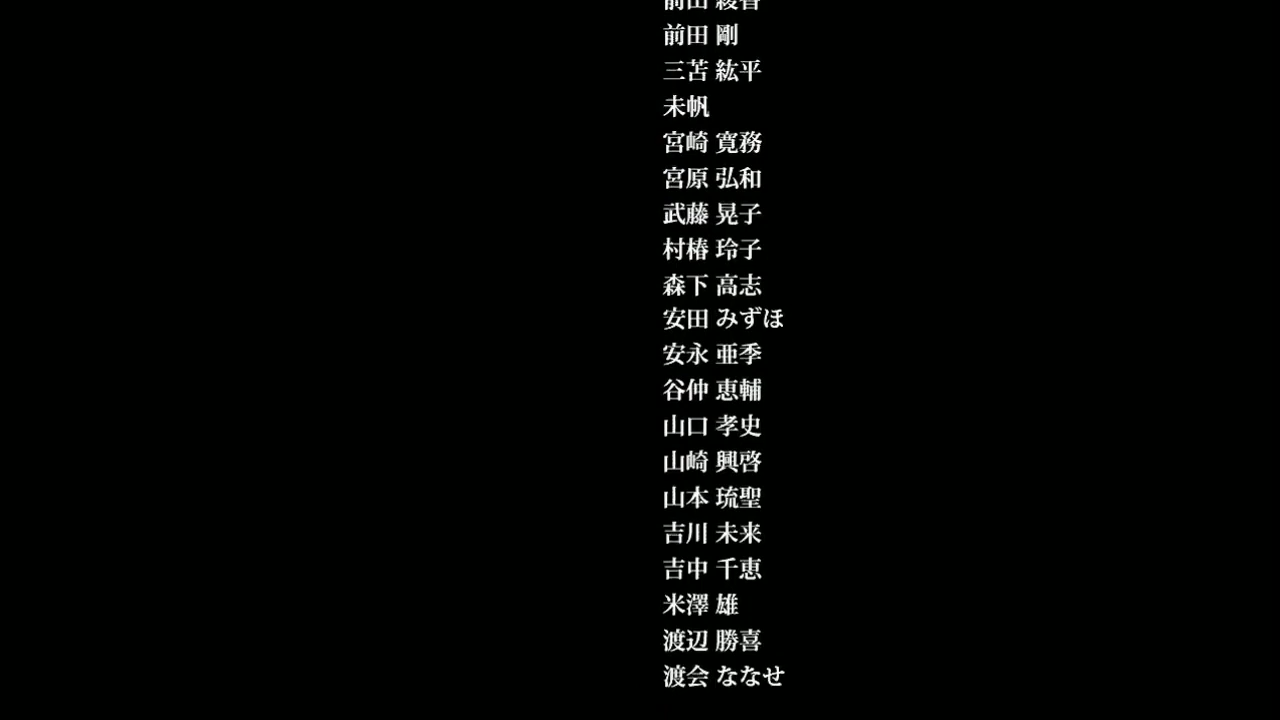 前田 剛
三苫 紘平
未帆
宮崎 寛務
宮原 弘和
武藤 晃子
村椿 玲子
森下 高志
安田 みずほ
安永 亜季
谷仲 恵輔
山口 孝史
山崎 興啓
山本 琉聖
吉川 未来
吉中 千恵
米澤 雄
渡辺 勝喜
渡会 ななせ